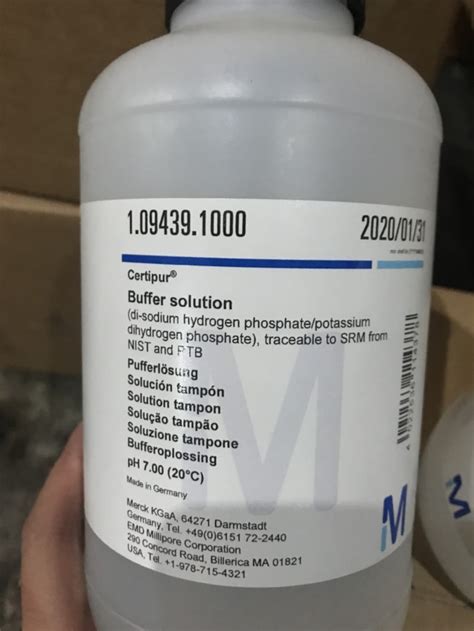 1.09439.1000
2020/01/31
Certipur®
Buffer solution
(di-sodium hydrogen phosphate/potassium
dihydrogen phosphate), traceable to SRM from
NIST and PTB
Pufferlösung
Solución tampón
Solution tampon
Solução tampão
Soluzione tampone
Bufferoplossing
pH 7.00 (20°C)
Made in Germany
Merck KGaA, 64271 Darmstadt
Germany, Tel. +49(0)6151 72-2440
EMD Millipore Corporation
290 Concord Road, Billerica MA 01821
USA, Tel. +1-978-715-4321
M